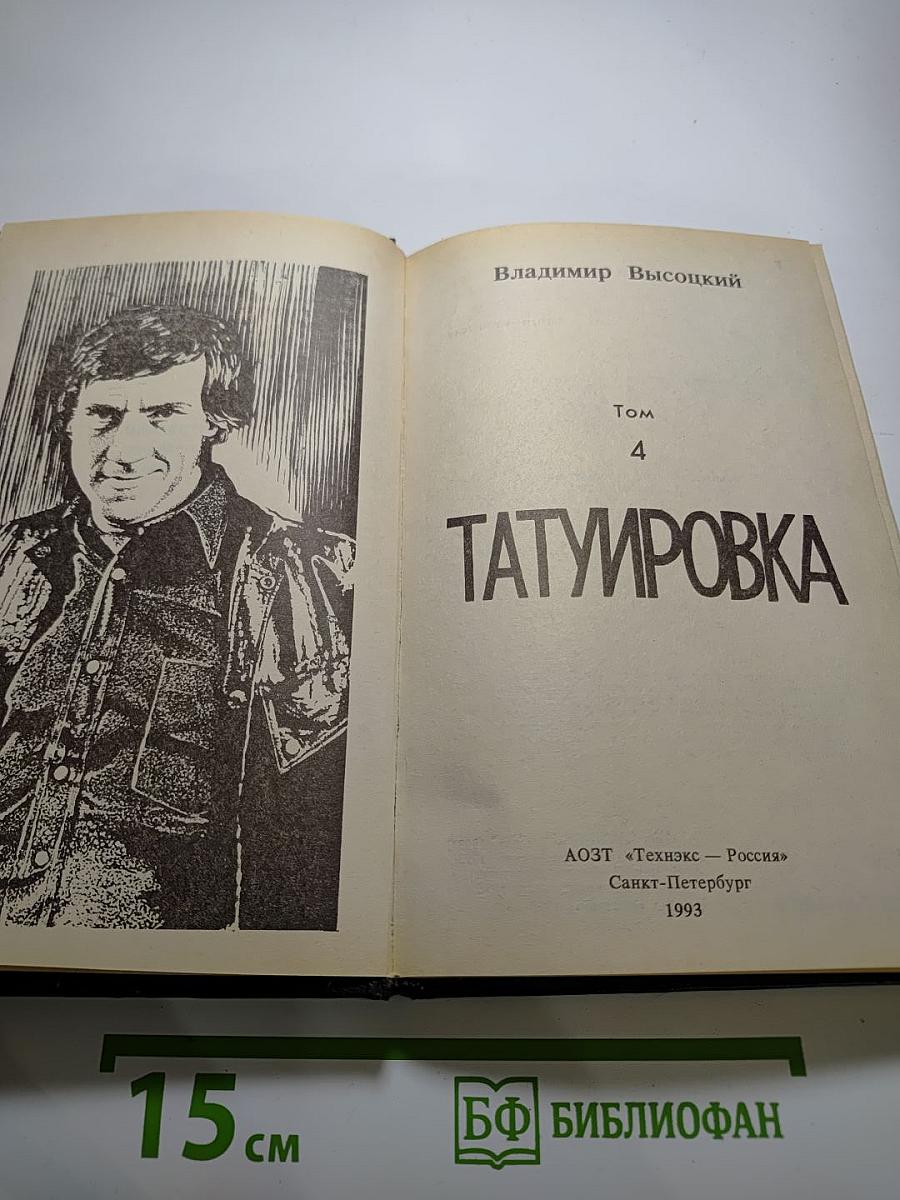 Владимир Высоцкий
Том
4
ТАТУИРОВКА
АОЗТ «Технэкс — Россия»
Санкт-Петербург
1993
15 см
БФ БИБЛИОФАН